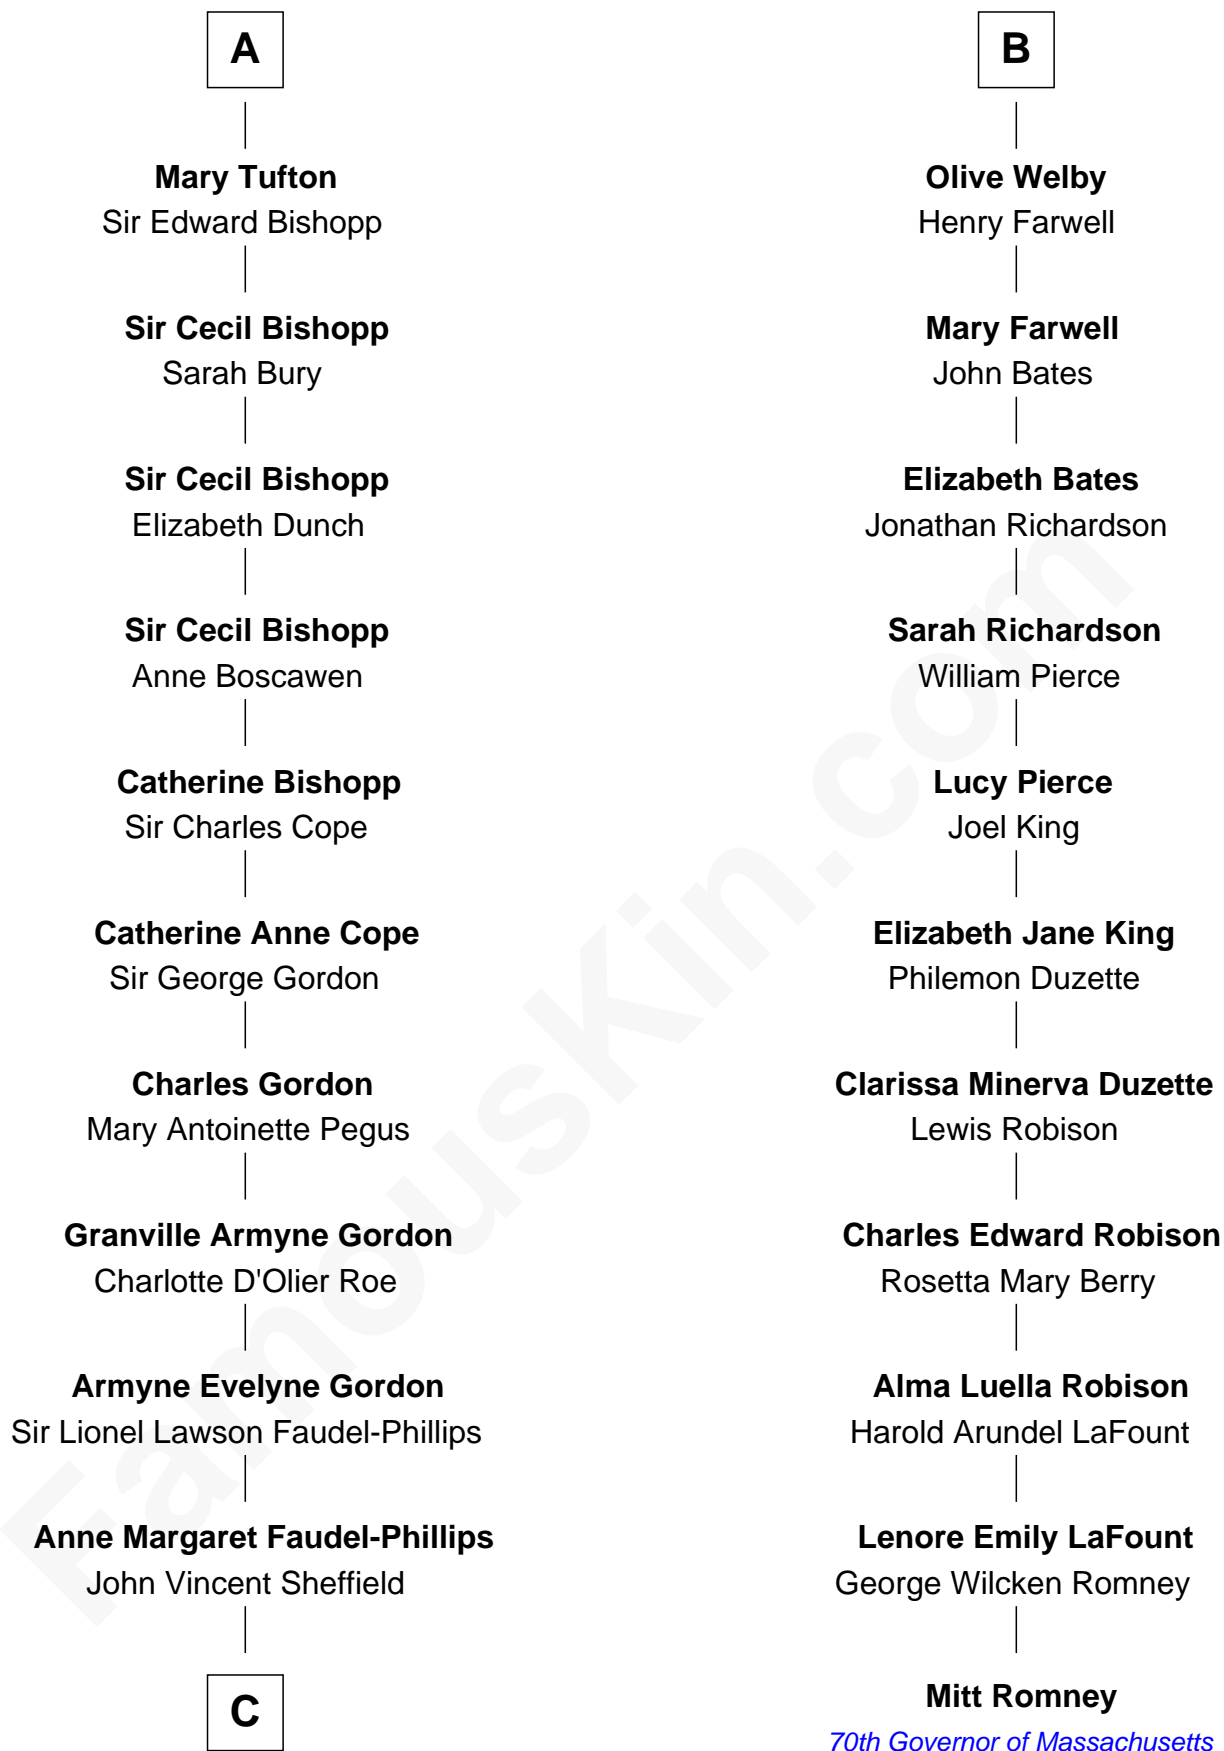 A
Mary Tufton
Sir Edward Bishopp
Sir Cecil Bishopp
Sarah Bury
Sir Cecil Bishopp
Elizabeth Dunch
Sir Cecil Bishopp
Anne Boscawen
Catherine Bishopp
Sir Charles Cope
Catherine Anne Cope
Sir George Gordon
Charles Gordon
Mary Antoinette Pegus
Granville Armyne Gordon
Charlotte D'Olier Roe
Armyne Evelyne Gordon
Sir Lionel Lawson Faudel-Phillips
Anne Margaret Faudel-Phillips
John Vincent Sheffield
C
B
Olive Welby
Henry Farwell
Mary Farwell
John Bates
Elizabeth Bates
Jonathan Richardson
Sarah Richardson
William Pierce
Lucy Pierce
Joel King
Elizabeth Jane King
Philemon Duzette
Clarissa Minerva Duzette
Lewis Robison
Charles Edward Robison
Rosetta Mary Berry
Alma Luella Robison
Harold Arundel LaFount
Lenore Emily LaFount
George Wilcken Romney
Mitt Romney
70th Governor of Massachusetts
FamousKin.com